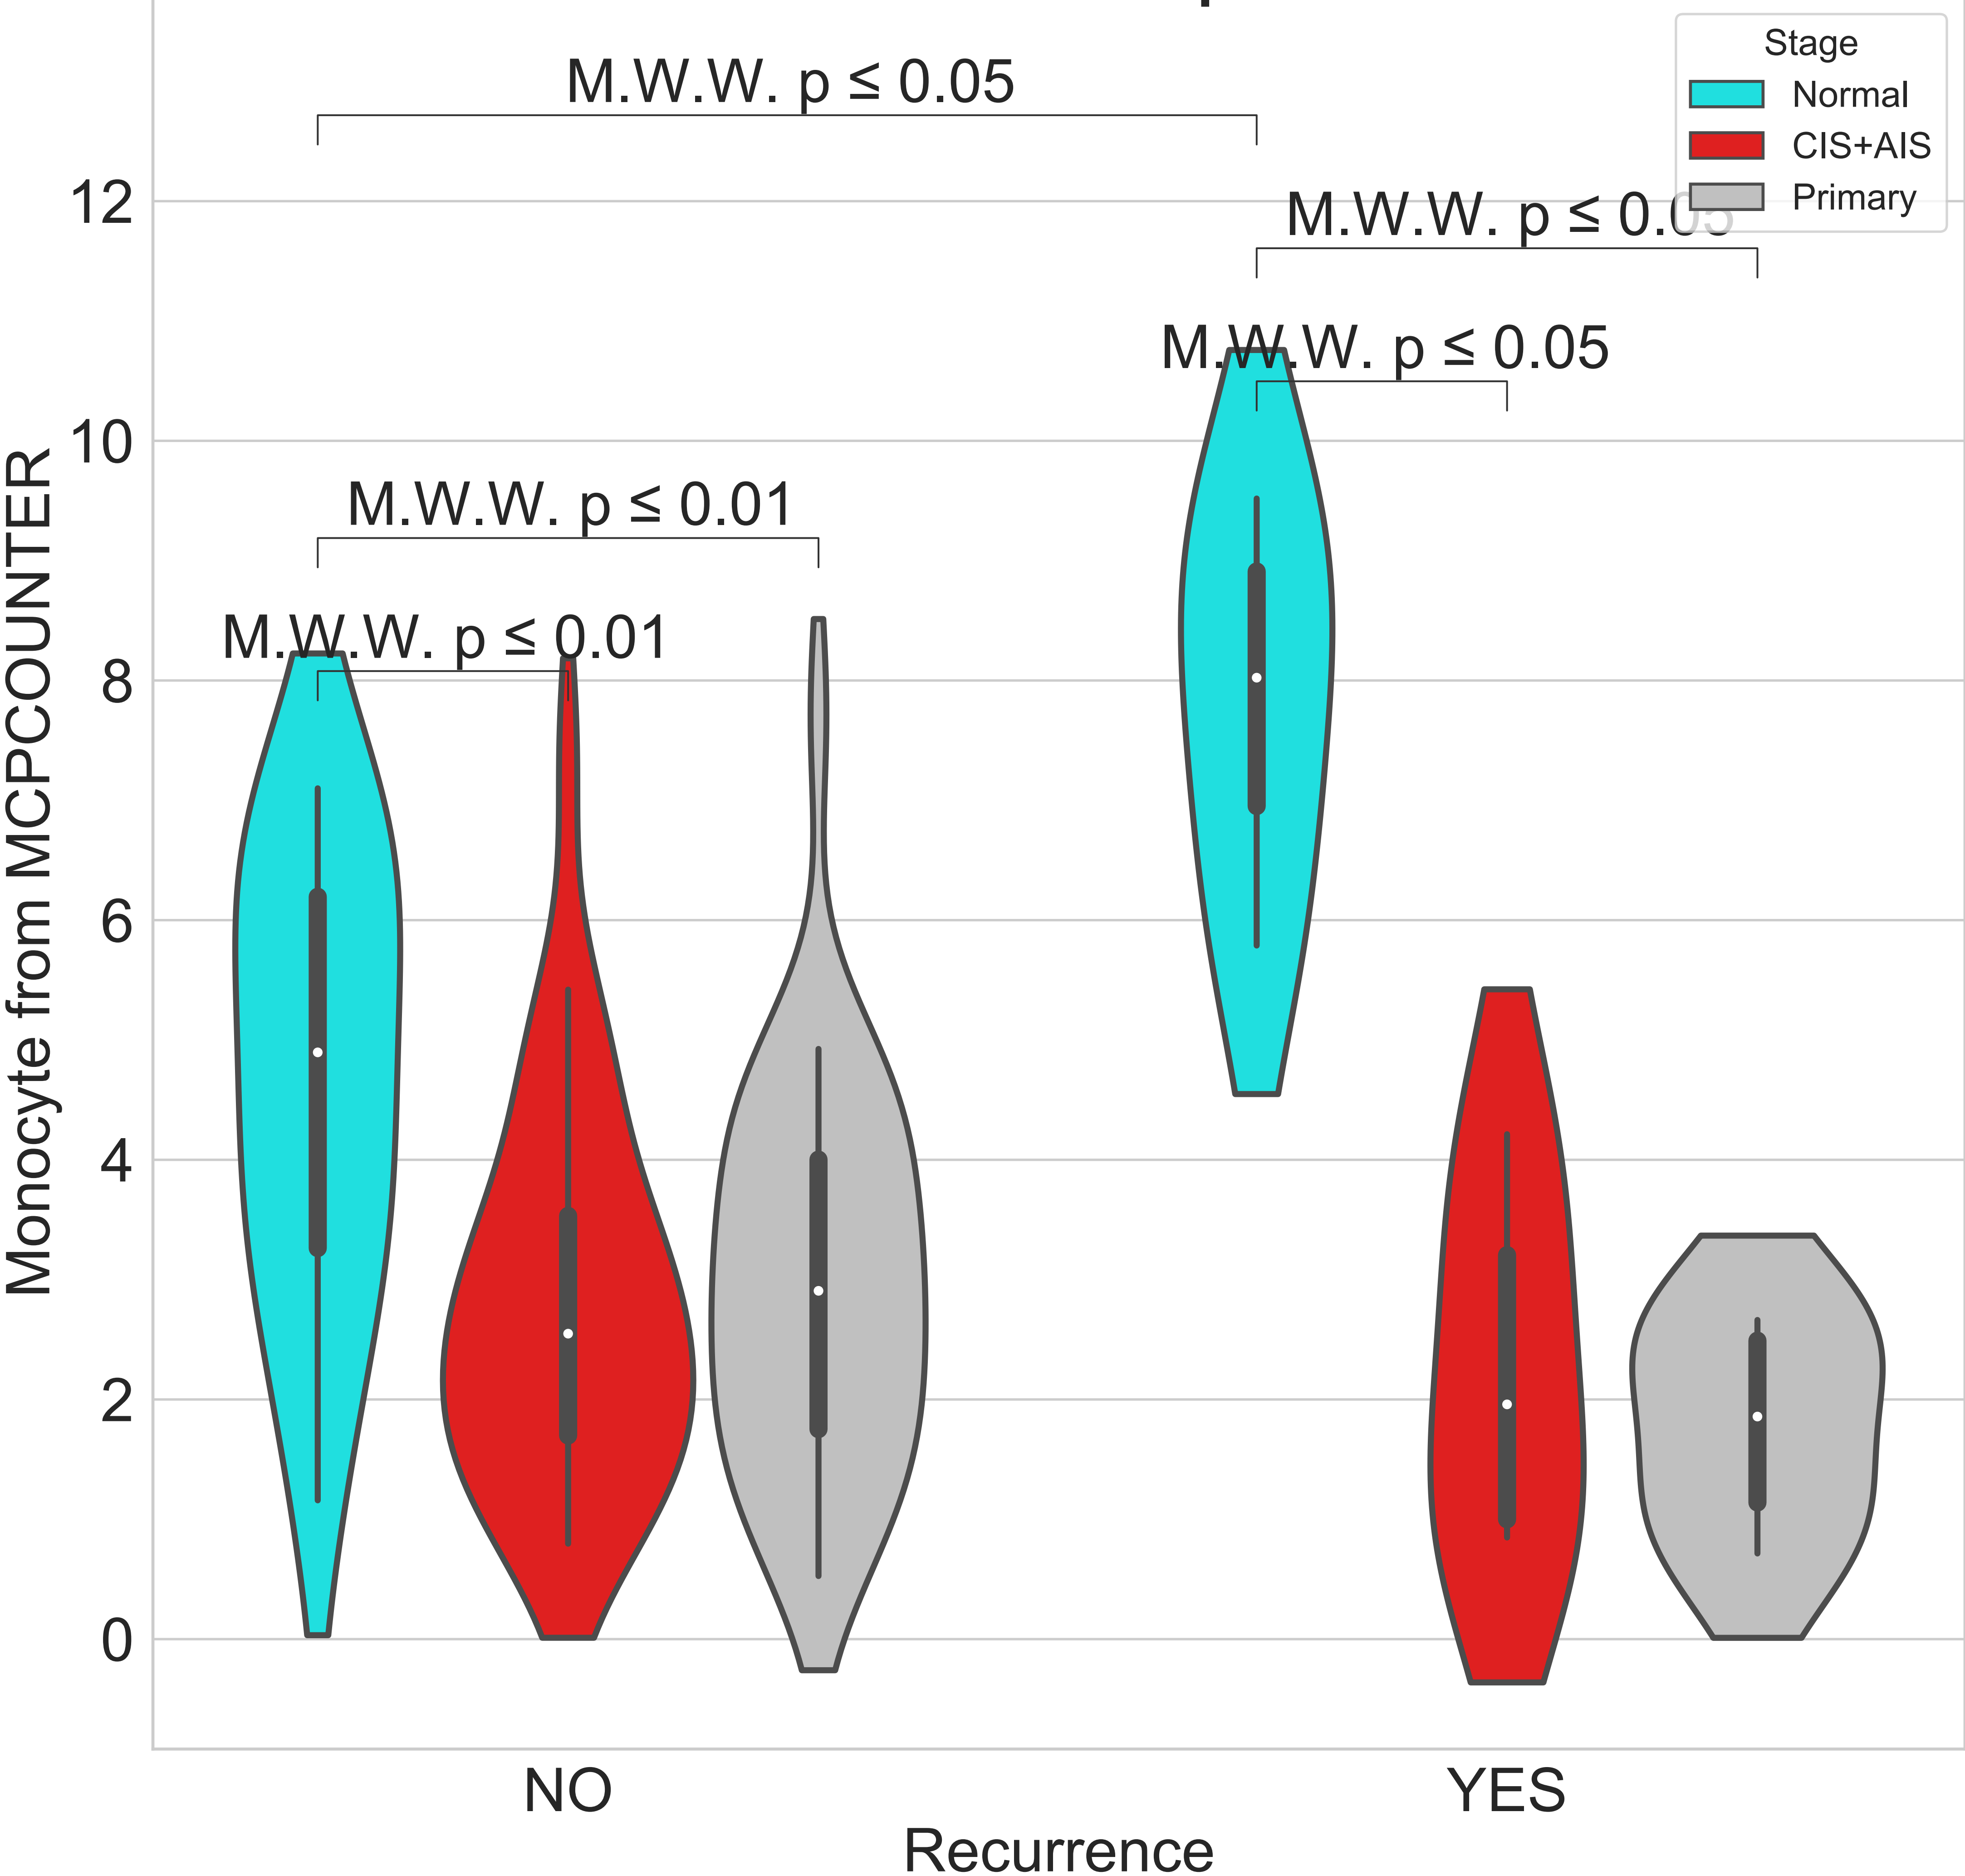 M.W.W. p ≤ 0.05
Stage
Normal
CIS+AIS
Primary
M.W.W. p ≤ 0.05
M.W.W. p ≤ 0.05
M.W.W. p ≤ 0.01
M.W.W. p ≤ 0.01
Monocyte from MCPCOUNTER
12
10
8
6
4
2
0
NO
YES
Recurrence